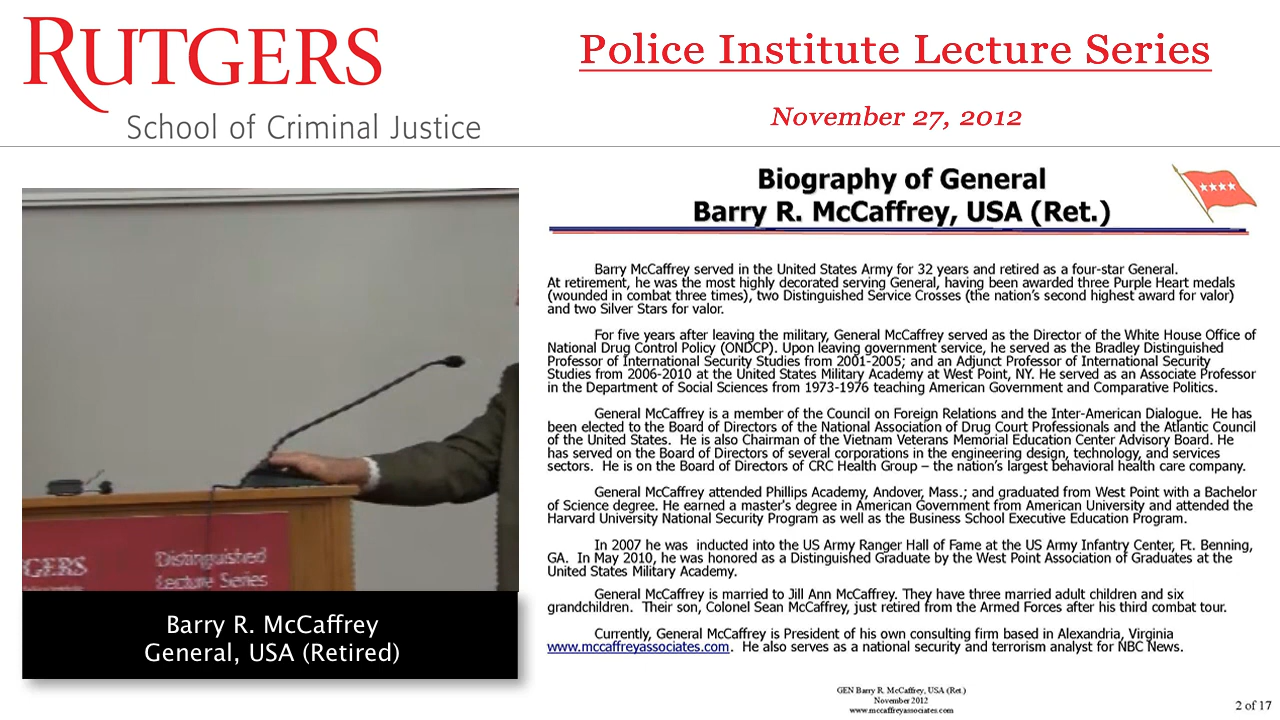 RUTGERS
School of Criminal Justice
Police Institute Lecture Series
November 27, 2012
GERS
Distinguished
Lecture Series
Barry R. McCaffrey
General, USA (Retired)
Biography of General
Barry R. McCaffrey, USA (Ret.)
Barry McCaffrey served in the United States Army for 32 years and retired as a four-star General.
At retirement, he was the most highly decorated serving General, having been awarded three Purple Heart medals
(wounded in combat three times), two Distinguished Service Crosses (the nation's second highest award for valor)
and two Silver Stars for valor.
For five years after leaving the military, General McCaffrey served as the Director of the White House Office of
National Drug Control Policy (ONDCP). Upon leaving government service, he served as the Bradley Distinguished
Professor of International Security Studies from 2001-2005; and an Adjunct Professor of International Security
Studies from 2006-2010 at the United States Military Academy at West Point, NY. He served as an Associate Professor
in the Department of Social Sciences from 1973-1976 teaching American Government and Comparative Politics.
General McCaffrey is a member of the Council on Foreign Relations and the Inter-American Dialogue. He has
been elected to the Board of Directors of the National Association of Drug Court Professionals and the Atlantic Council
of the United States. He is also Chairman of the Vietnam Veterans Memorial Education Center Advisory Board. He
has served on the Board of Directors of several corporations in the engineering design, technology, and services
sectors. He is on the Board of Directors of CRC Health Group – the nation's largest behavioral health care company.
General McCaffrey attended Phillips Academy, Andover, Mass.; and graduated from West Point with a Bachelor
of Science degree. He earned a master's degree in American Government from American University and attended the
Harvard University National Security Program as well as the Business School Executive Education Program.
In 2007 he was inducted into the US Army Ranger Hall of Fame at the US Army Infantry Center, Ft. Benning,
GA. In May 2010, he was honored as a Distinguished Graduate by the West Point Association of Graduates at the
United States Military Academy.
General McCaffrey is married to Jill Ann McCaffrey. They have three married adult children and six
grandchildren. Their son, Colonel Sean McCaffrey, just retired from the Armed Forces after his third combat tour.
Currently, General McCaffrey is President of his own consulting firm based in Alexandria, Virginia
www.mccaffreyassociates.com. He also serves as a national security and terrorism analyst for NBC News.
GEN Barry R. McCaffrey, USA (Ret.)
November 2012
www.mccaffreyassociates.com
2 of 17